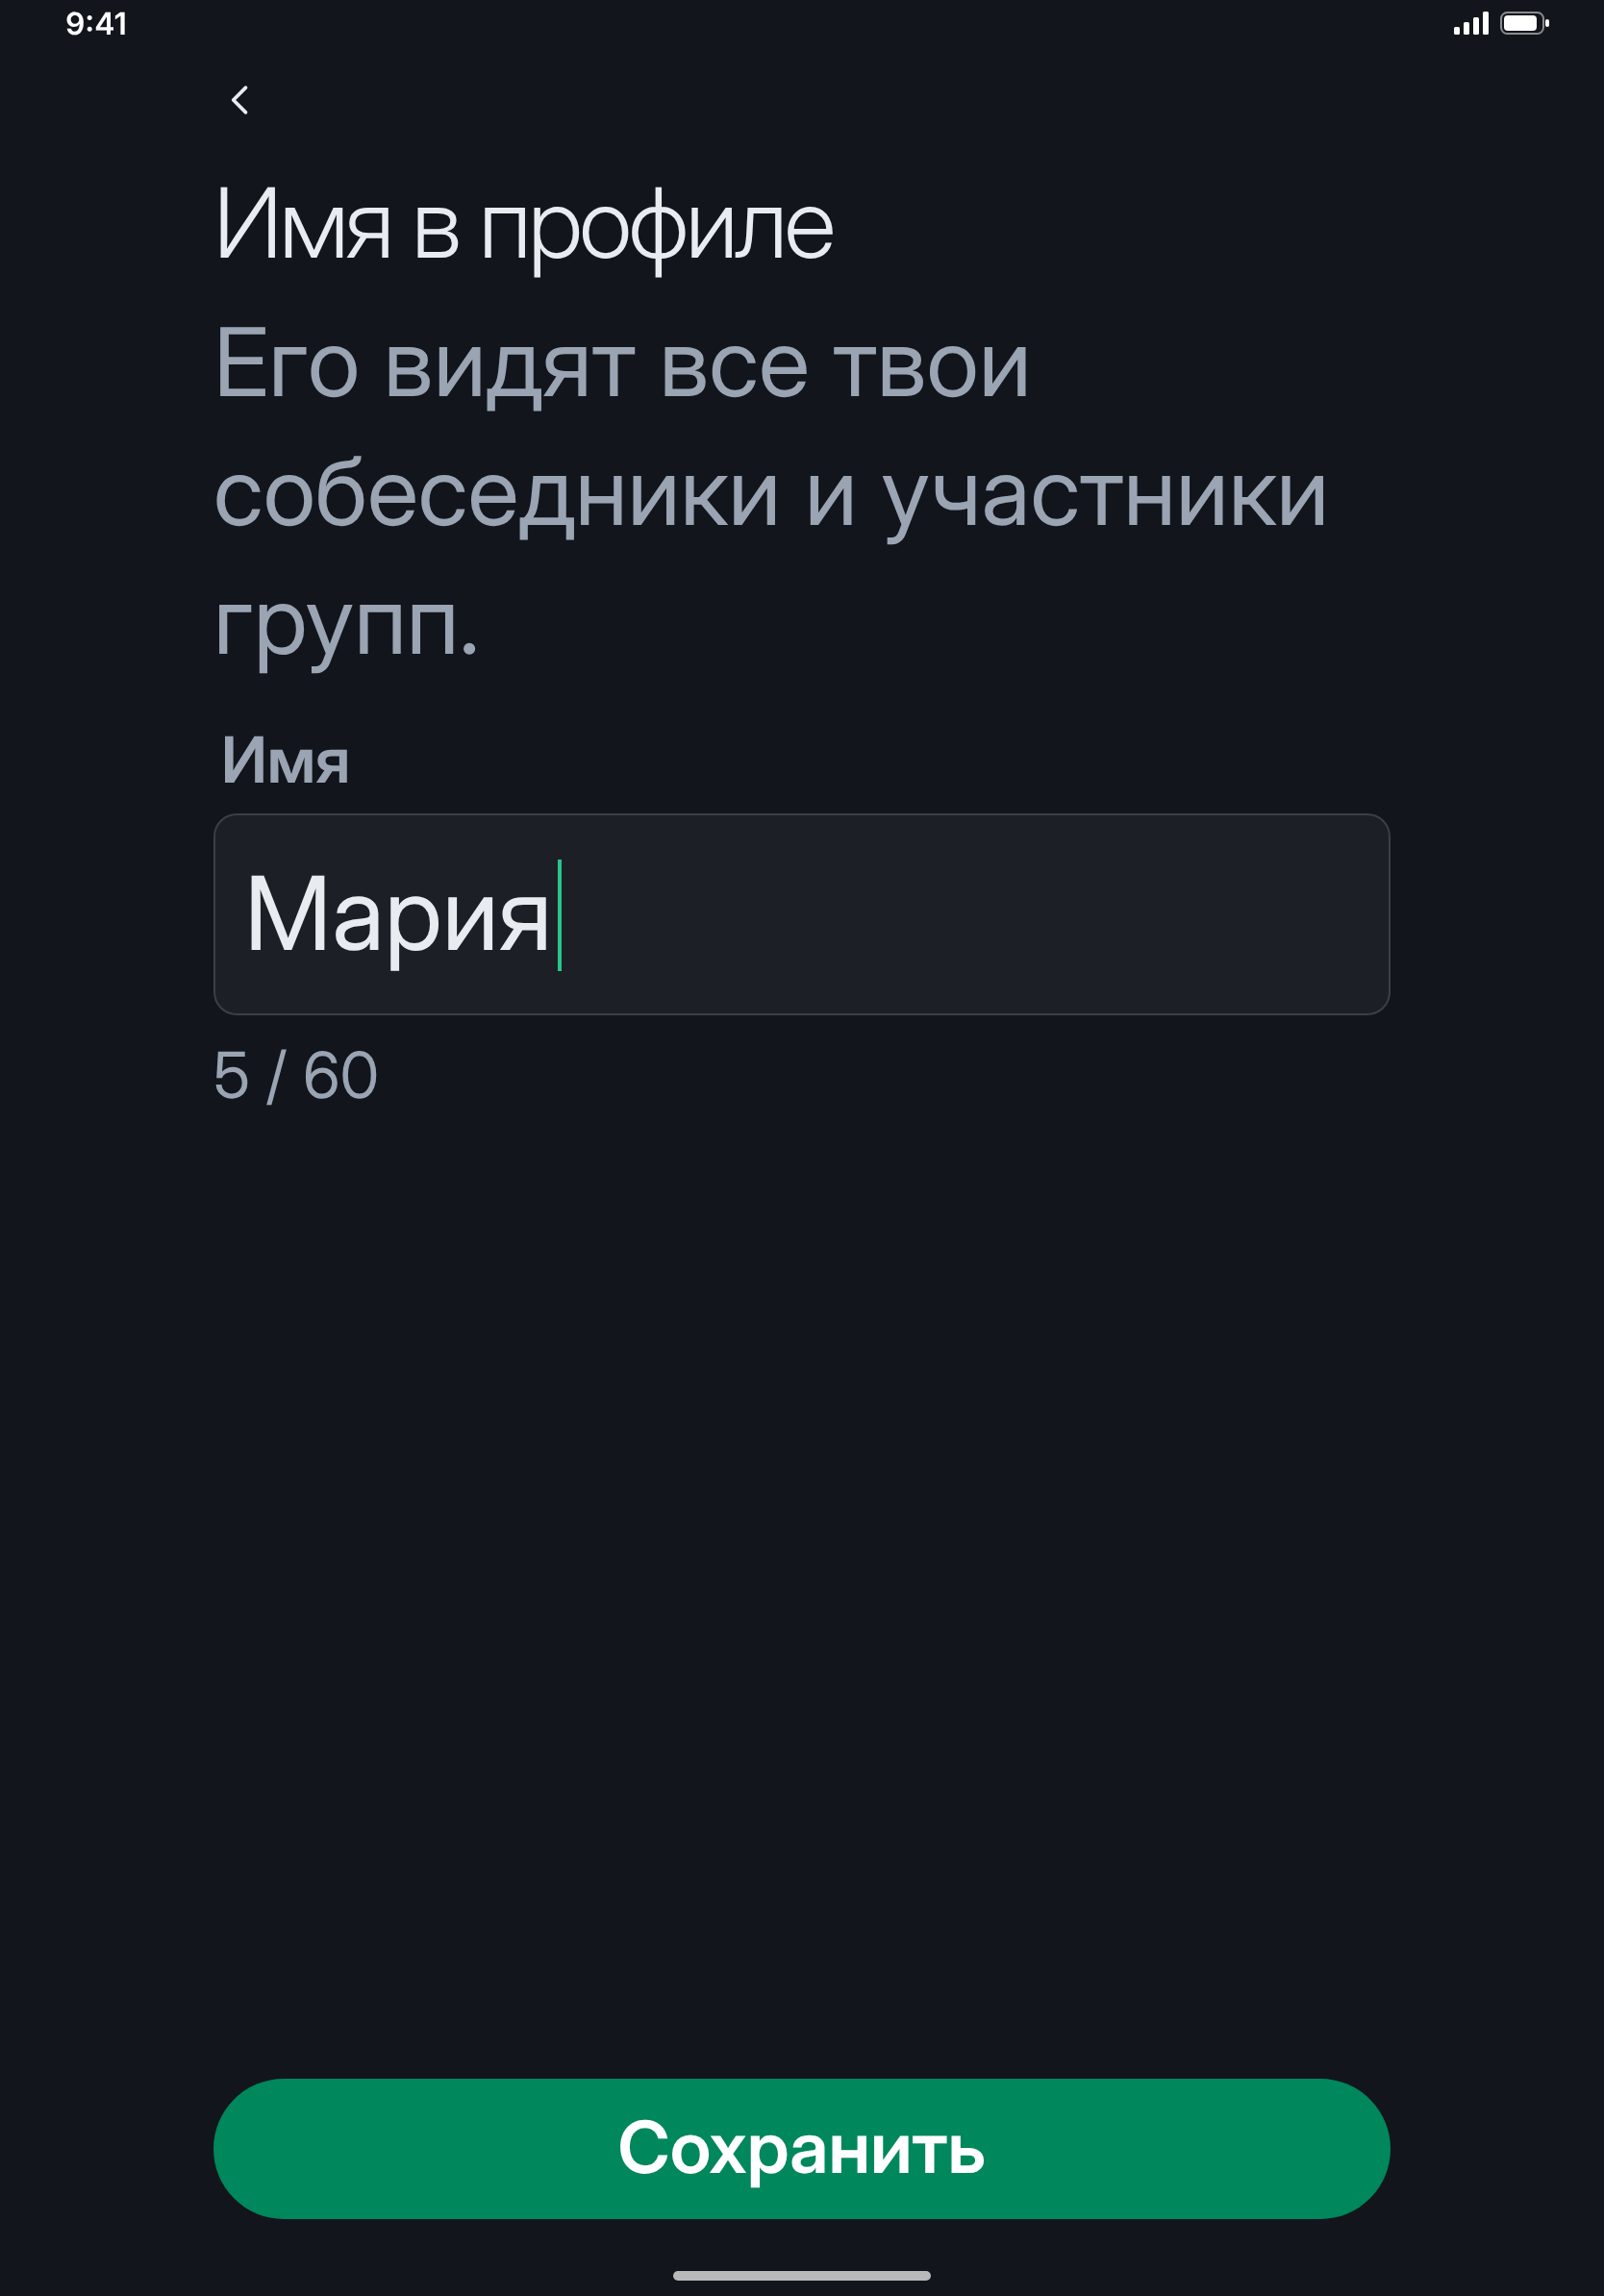 9:41
Имя в профиле
Его видят все твои
собеседники и участники
групп.
Имя
Мария
5 / 60
Сохранить